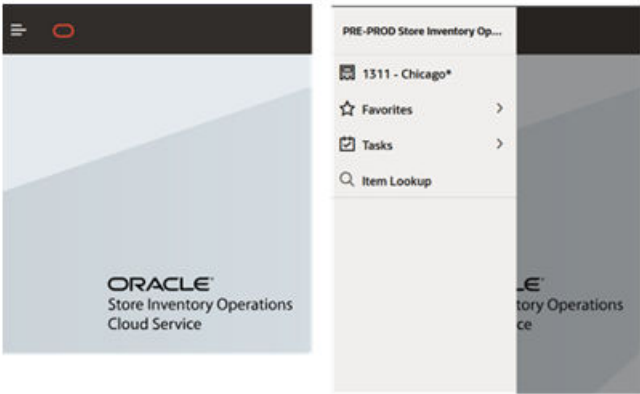 ORACLE
Store Inventory Operations
Cloud Service
PRE-PROD Store Inventory Op...
1311 - Chicago*
Favorites
Tasks
Item Lookup
LE
tory Operations
ce